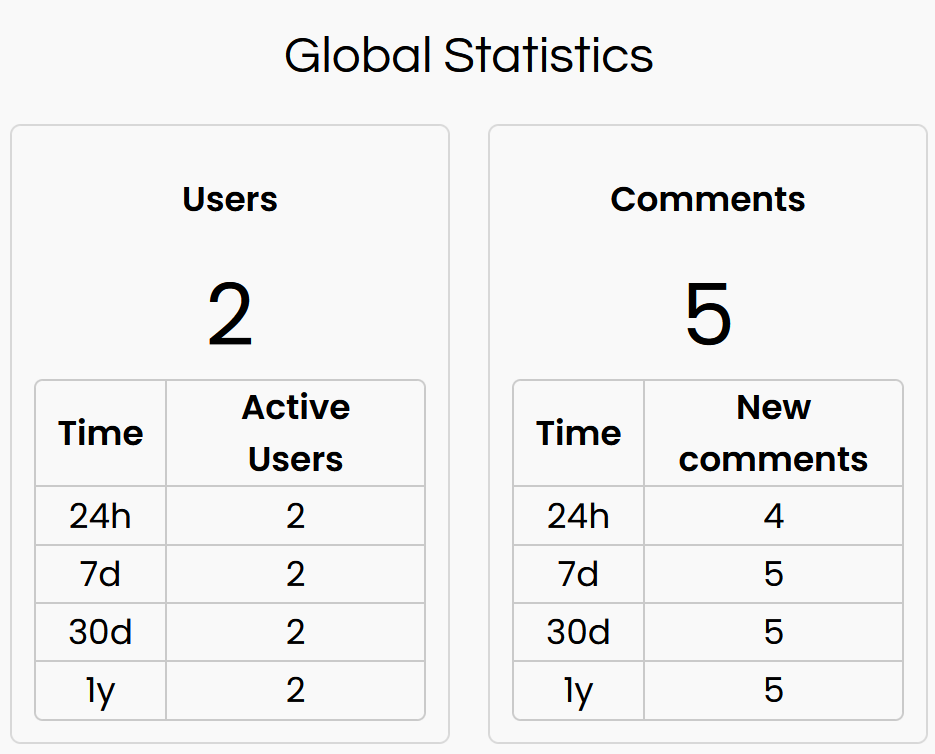 Global Statistics
Users
2
Time Active Users
24h 2
7d 2
30d 2
1y 2
Comments
5
Time New comments
24h 4
7d 5
30d 5
1y 5